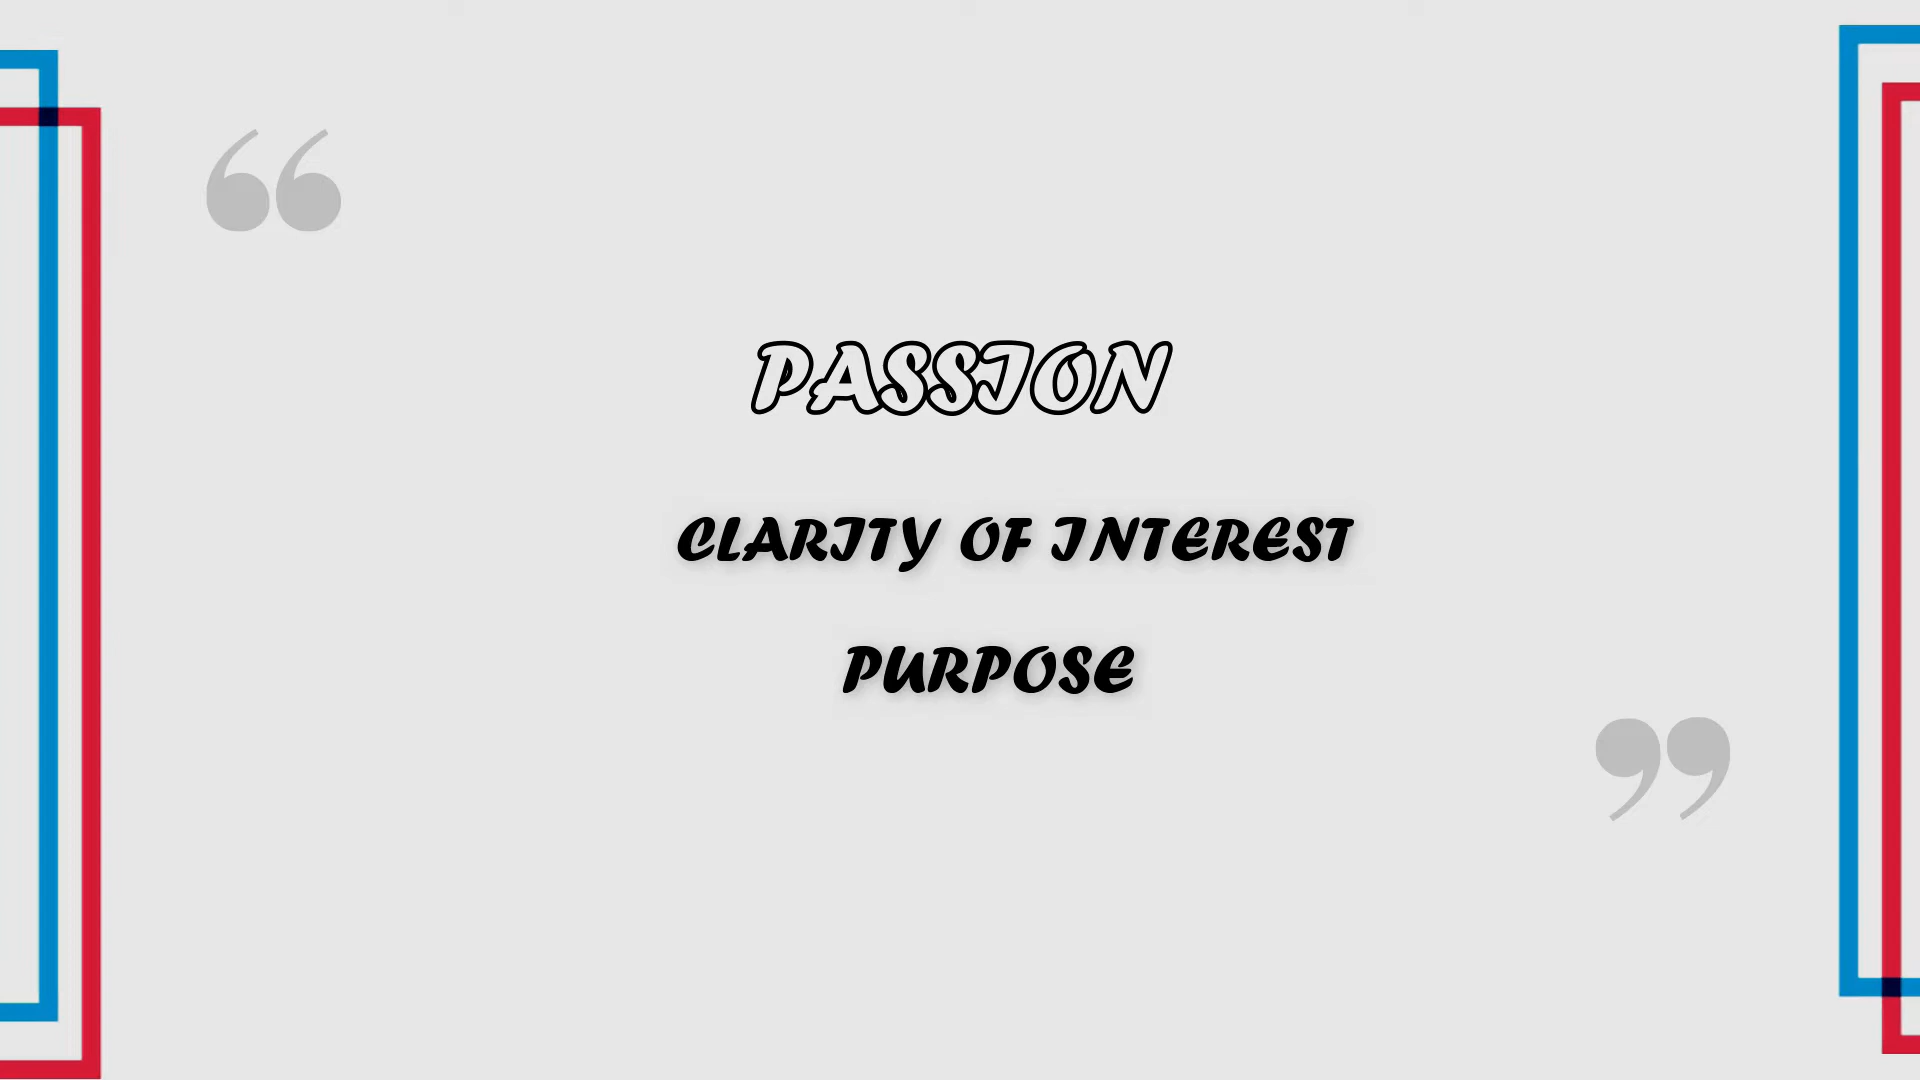 “
PASSION
CLARITY OF INTEREST
PURPOSE
”